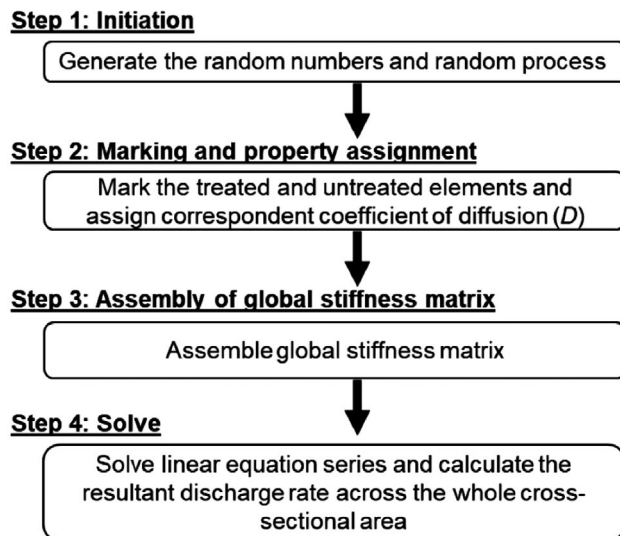 Step 1: Initiation
Generate the random numbers and random process
Step 2: Marking and property assignment
Mark the treated and untreated elements and
assign correspondent coefficient of diffusion (D)
Step 3: Assembly of global stiffness matrix
Assemble global stiffness matrix
Step 4: Solve
Solve linear equation series and calculate the
resultant discharge rate across the whole cross-
sectional area